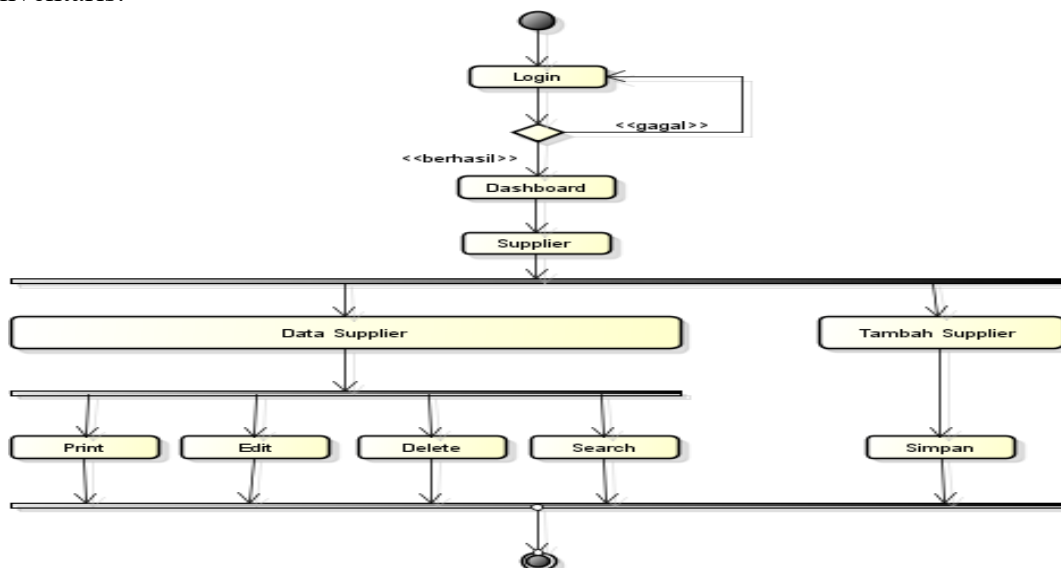 Login
<<gagal>>
<<berhasil>>
Dashboard
Supplier
Data Supplier
Tambah Supplier
Print
Edit
Delete
Search
Simpan